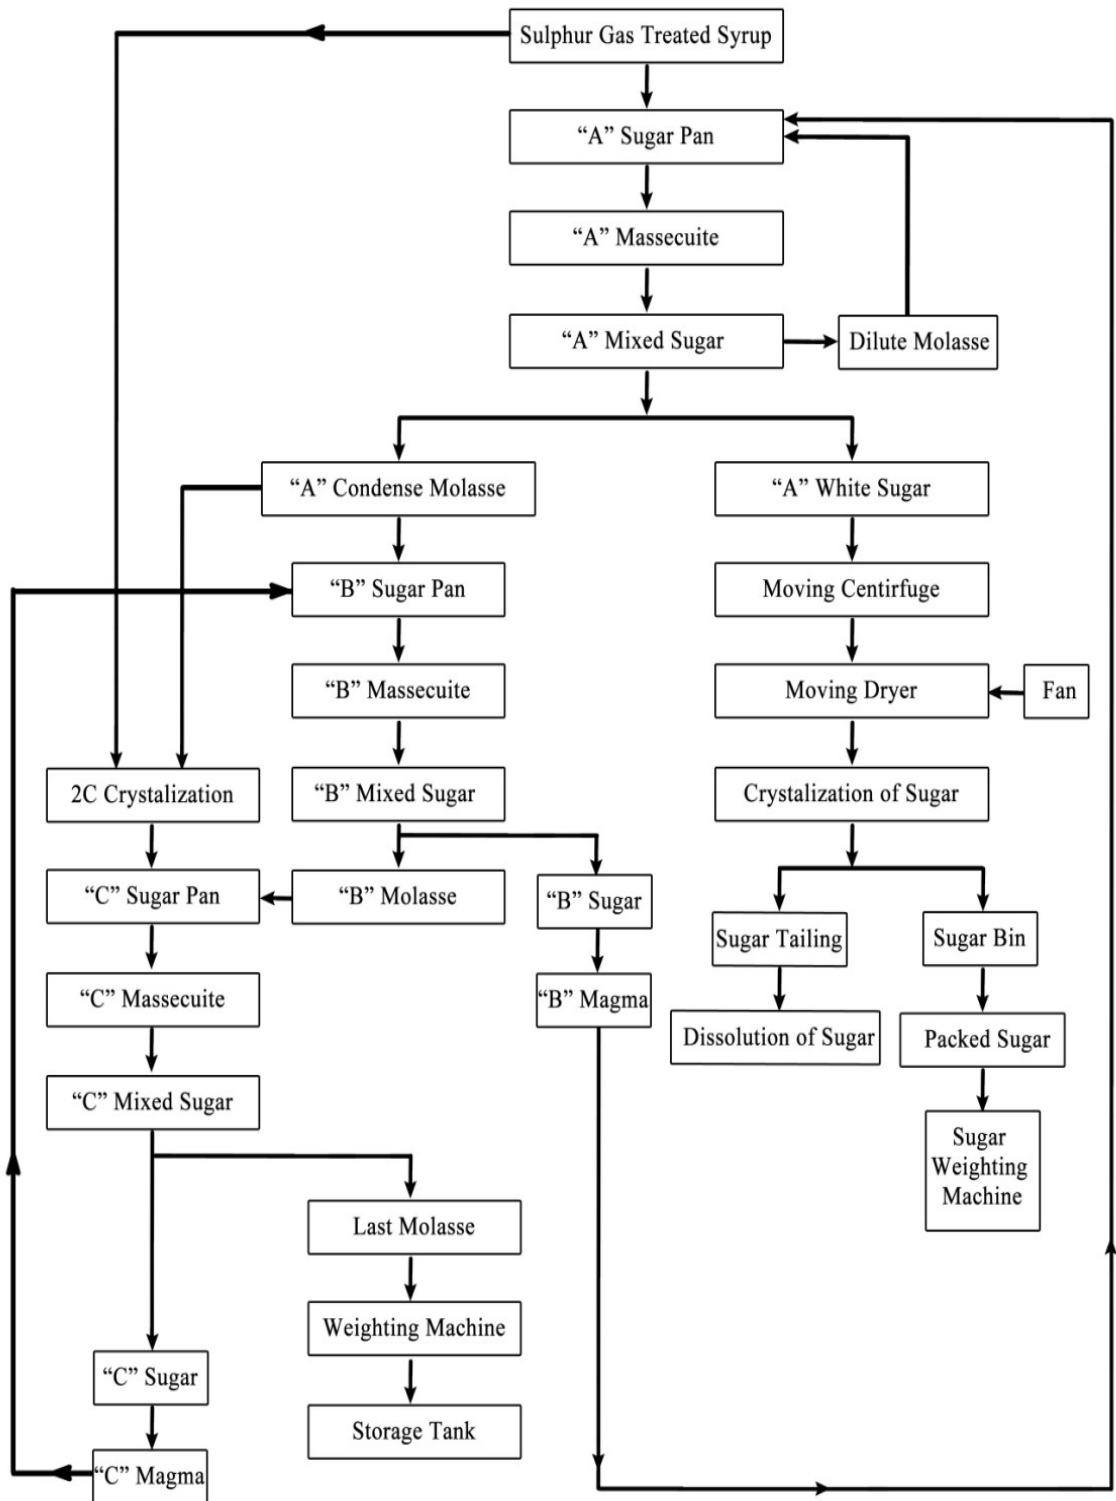 Sulphur Gas Treated Syrup
“A” Sugar Pan
“A” Massecuite
“A” Mixed Sugar
Dilute Molasse
“A” Condense Molasse
“A” White Sugar
“B” Sugar Pan
Moving Centirfuge
“B” Massecuite
Moving Dryer
Fan
2C Crystalization
“B” Mixed Sugar
Crystalization of Sugar
“C” Sugar Pan
“B” Molasse
“B” Sugar
Sugar Tailing
Sugar Bin
“C” Massecuite
“B” Magma
Dissolution of Sugar
Packed Sugar
“C” Mixed Sugar
Sugar
Weighting
Machine
Last Molasse
Weighting Machine
“C” Sugar
Storage Tank
“C” Magma